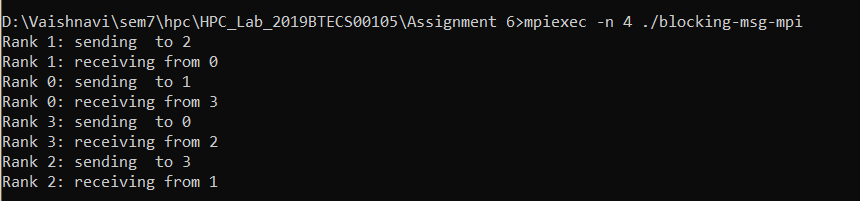 D:\Vaishnavi\sem7\hpc\HPC_Lab_2019BTECS00105\Assignment 6>mpiexec -n 4 ./blocking-msg-mpi
Rank 1: sending  to 2
Rank 1: receiving from 0
Rank 0: sending  to 1
Rank 0: receiving from 3
Rank 3: sending  to 0
Rank 3: receiving from 2
Rank 2: sending  to 3
Rank 2: receiving from 1